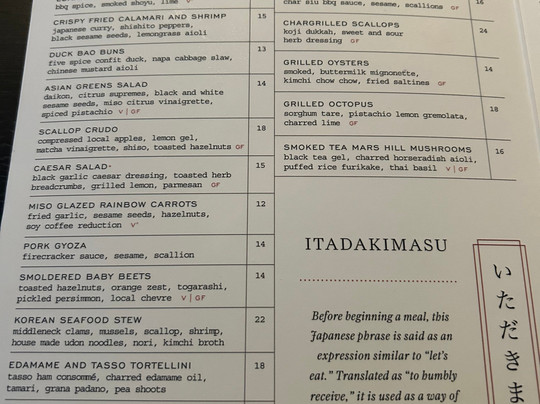 bbq spices, smoked shoyu, lime V
CRISPY FRIED CALAMARI AND SHRIMP 15
japanese curry, shishito peppers,
black sesame seeds, lemongrass aioli
DUCK BAO BUNS 13
five spice confit duck, napa cabbage slaw,
chinese mustard aioli
ASIAN GREENS SALAD 14
daikon, citrus supremes, black and white
sesame seeds, miso citrus vinaigrette,
spiced pistachio V | GF
SCALLOP CRUDO 18
compressed local apples, lemon gel,
matcha vinaigrette, shiso, toasted hazelnuts GF
CAESAR SALAD* 15
black garlic caesar dressing, toasted herb
breadcrumbs, grilled lemon, parmesan GF
MISO GLAZED RAINBOW CARROTS 12
fried garlic, sesame seeds, hazelnuts,
soy coffee reduction V*
PORK GYOZA 14
firecracker sauce, sesame, scallion
SMOLDERED BABY BEETS 14
toasted hazelnuts, orange zest, togarashi,
pickled persimmon, local chevre V | GF
KOREAN SEAFOOD STEW 22
middleneck clams, mussels, scallop, shrimp,
house made udon noodles, nori, kimchi broth
EDAMAME AND TASSO TORTELLINI 18
tasso ham consommé, charred edamame oil,
tamari, grana padano, pea shoots
16
char siu bbq sauce, sesame, scallions GF
CHARGRILLED SCALLOPS 24
koji dukkah, sweet and sour
herb dressing GF
GRILLED OYSTERS 14
smoked, buttermilk mignonette,
kimchi chow chow, fried saltines GF
GRILLED OCTOPUS 18
sorghum tare, pistachio lemon gremolata,
charred lime GF
SMOKED TEA MARS HILL MUSHROOMS 16
black tea gel, charred horseradish aioli,
puffed rice furikake, thai basil V | GF
ITADAKIMASU
Before beginning a meal, this
Japanese phrase is said as an
expression similar to “let’s
eat.” Translated as “to humbly
receive,” it is used as a way of
いただきま